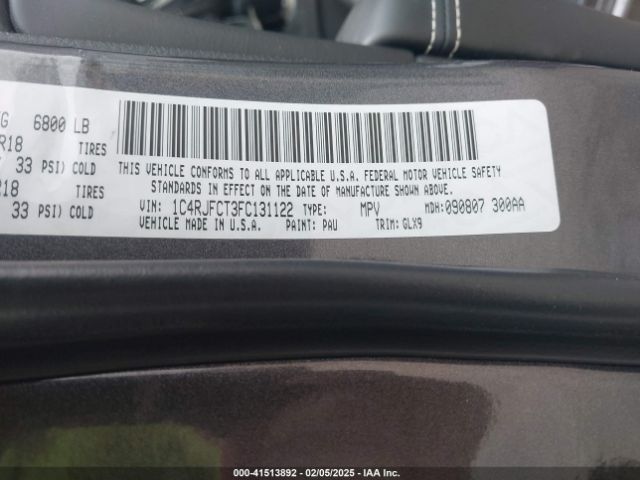 G 6800 LB
R18 TIRES
33 PSI) COLD
R18 TIRES
33 PSI) COLD
THIS VEHICLE CONFORMS TO ALL APPLICABLE U.S.A. FEDERAL MOTOR VEHICLE SAFETY
STANDARDS IN EFFECT ON THE DATE OF MANUFACTURE SHOWN ABOVE.
VIN: 1C4RJFCT3FC131122 TYPE: MPV MDH: 090807 300AA
VEHICLE MADE IN U.S.A. PAINT: PAU TRIM: GLX9
000-41513892 - 02/05/2025 - IAA Inc.